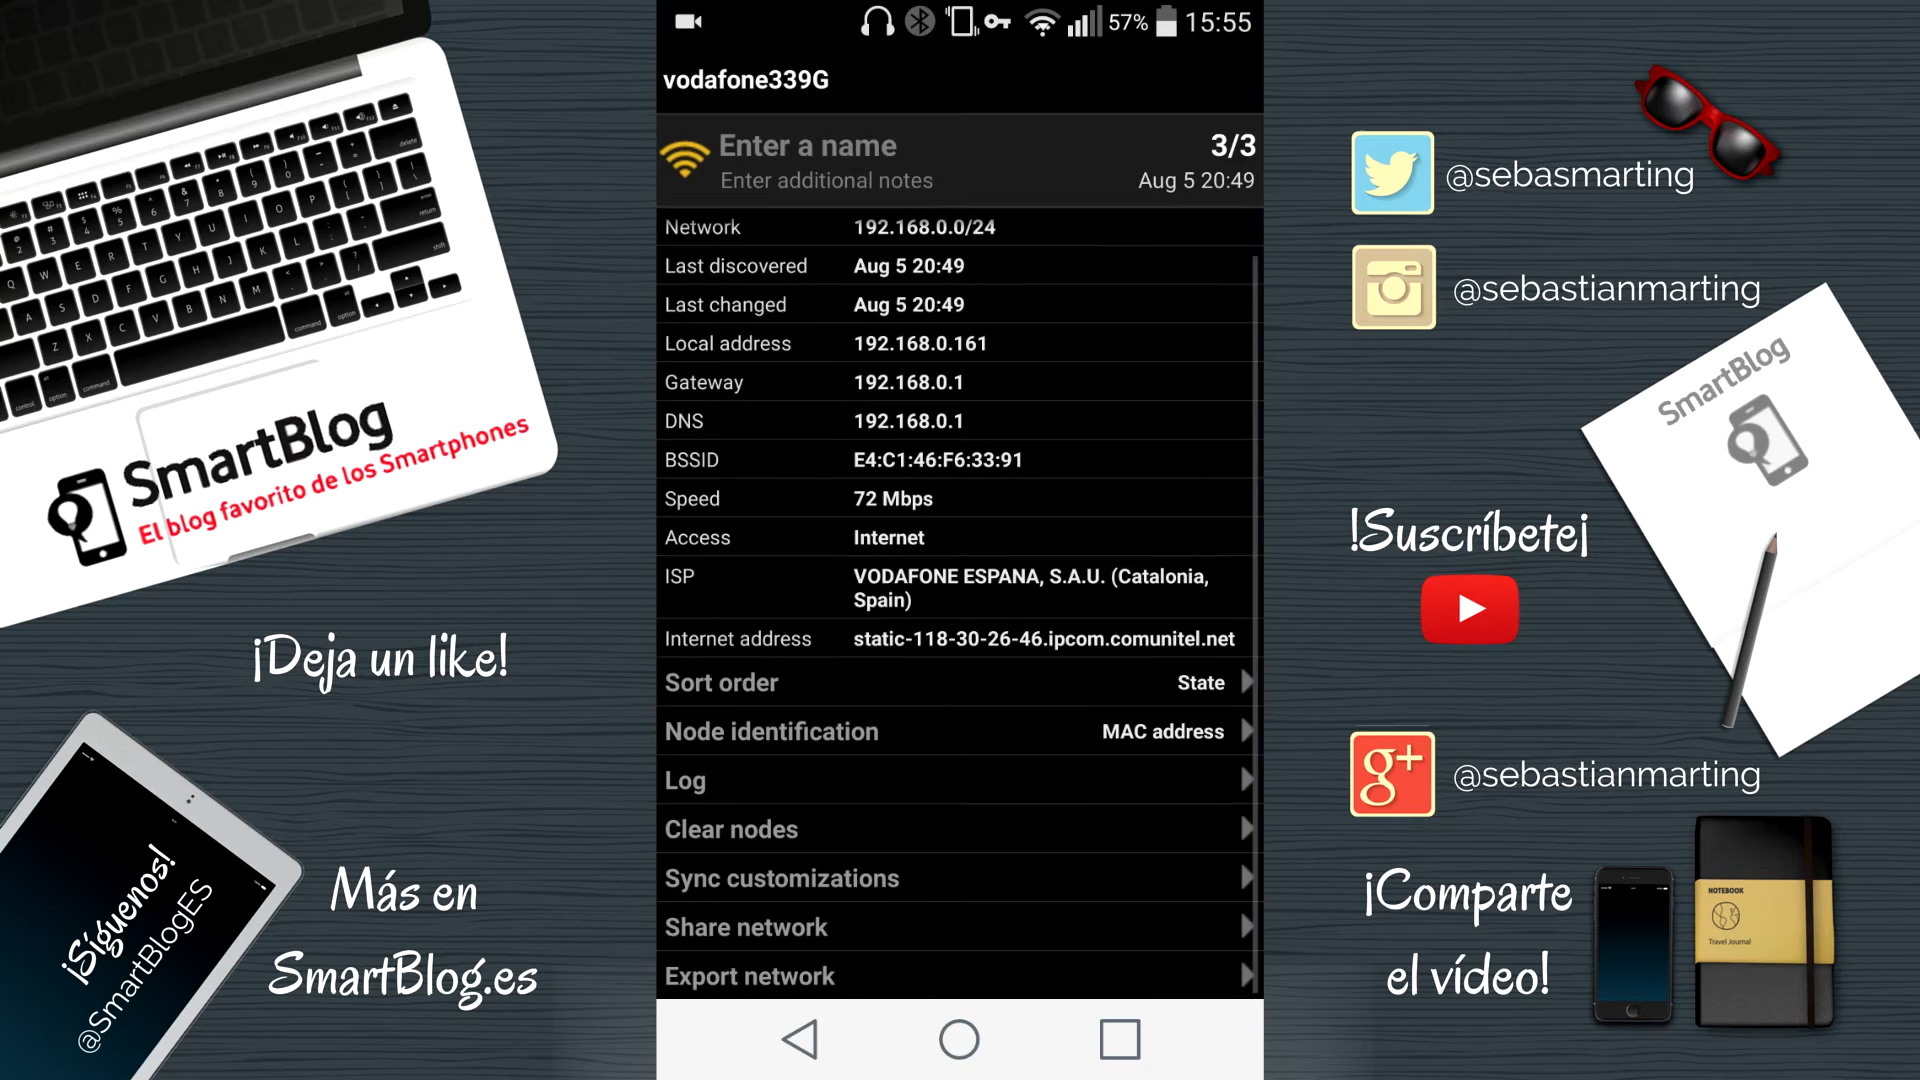 57% 15:55
vodafone339G
Enter a name 3/3
Enter additional notes Aug 5 20:49
Network 192.168.0.0/24
Last discovered Aug 5 20:49
Last changed Aug 5 20:49
Local address 192.168.0.161
Gateway 192.168.0.1
DNS 192.168.0.1
BSSID E4:C1:46:F6:33:91
Speed 72 Mbps
Access Internet
ISP VODAFONE ESPANA, S.A.U. (Catalonia,
Spain)
Internet address static-118-30-26-46.ipcom.comunitel.net
Sort order State
Node identification MAC address
Log
Clear nodes
Sync customizations
Share network
Export network
SmartBlog
El blog favorito de los Smartphones
¡Deja un like!
¡Síguenos!
@SmartBlogES
Más en
SmartBlog.es
@sebasmarting
@sebastianmarting
SmartBlog
!Suscríbete¡
g+ @sebastianmarting
¡Comparte
el vídeo!
NOTEBOOK
Travel Journal